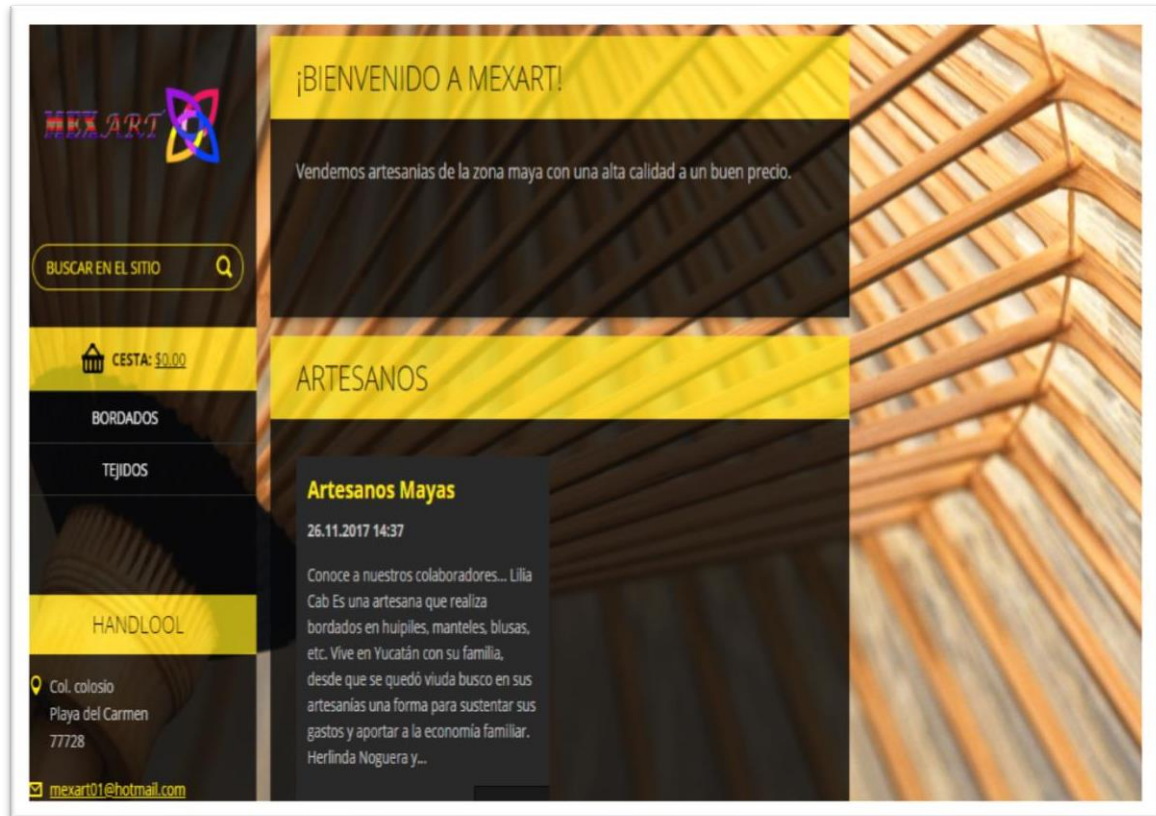 MEX ART
BUSCAR EN EL SITIO
CESTA: $0.00
BORDADOS
TEJIDOS
HANDLOOL
Col. colosio
Playa del Carmen
77728
mexart01@hotmail.com
¡BIENVENIDO A MEXART!
Vendemos artesanías de la zona maya con una alta calidad a un buen precio.
ARTESANOS
Artesanos Mayas
26.11.2017 14:37
Conoce a nuestros colaboradores... Lilia
Cab Es una artesana que realiza
bordados en huipiles, manteles, blusas,
etc. Vive en Yucatán con su familia,
desde que se quedó viuda busco en sus
artesanías una forma para sustentar sus
gastos y aportar a la economía familiar.
Herlinda Noguera y...